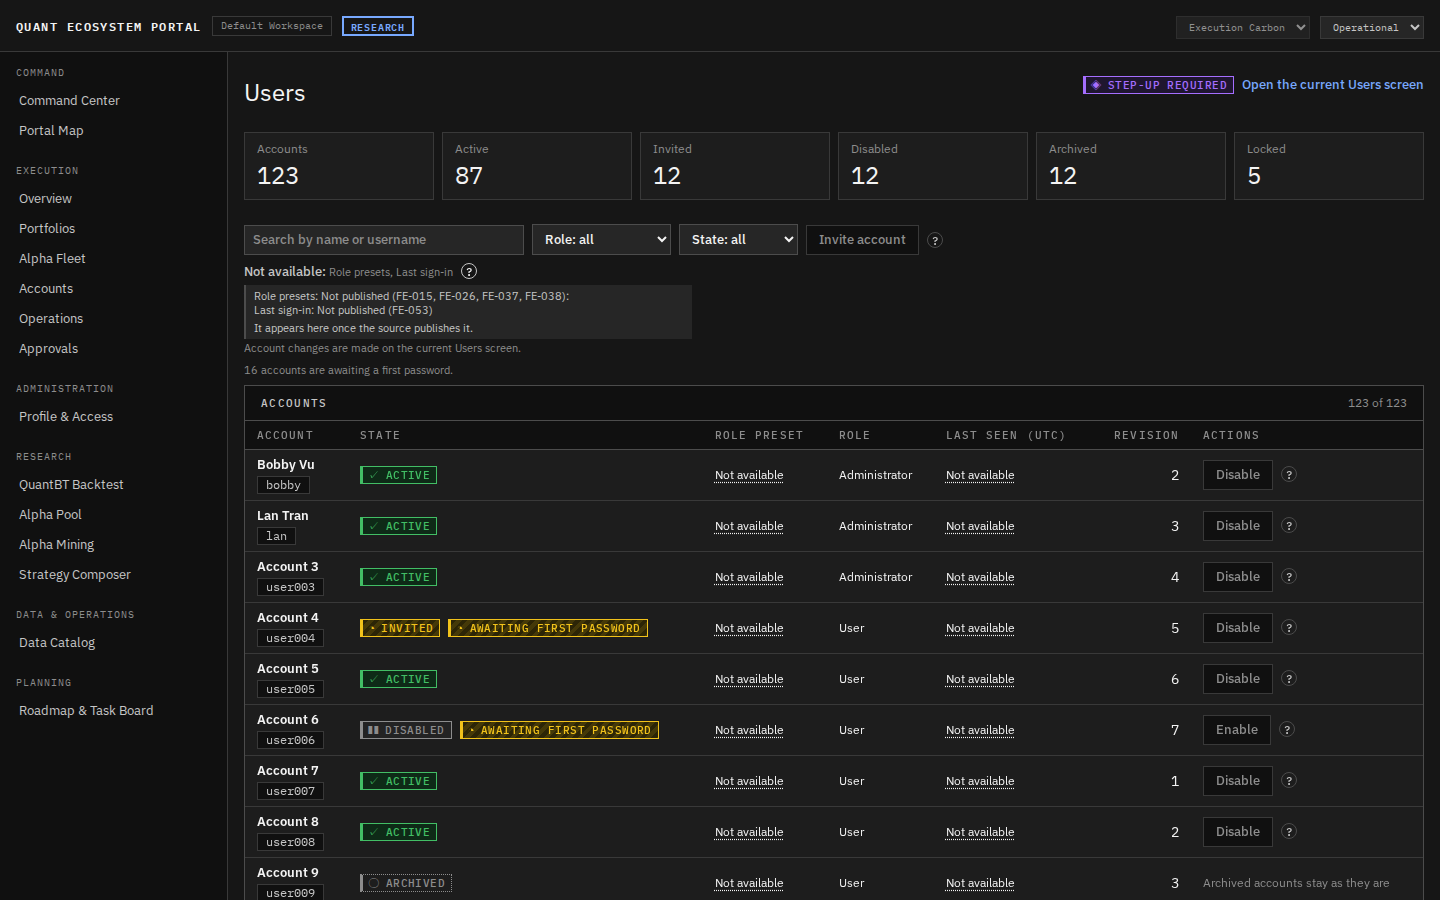 QUANT ECOSYSTEM PORTAL Default Workspace RESEARCH Execution Carbon Operational
COMMAND
Command Center
Portal Map
EXECUTION
Overview
Portfolios
Alpha Fleet
Accounts
Operations
Approvals
ADMINISTRATION
Profile & Access
RESEARCH
QuantBT Backtest
Alpha Pool
Alpha Mining
Strategy Composer
DATA & OPERATIONS
Data Catalog
PLANNING
Roadmap & Task Board
Users
STEP-UP REQUIRED Open the current Users screen
Accounts Active Invited Disabled Archived Locked
123 87 12 12 12 5
Search by name or username Role: all State: all Invite account ?
Not available: Role presets, Last sign-in ?
Role presets: Not published (FE-015, FE-026, FE-037, FE-038):
Last sign-in: Not published (FE-053)
It appears here once the source publishes it.
Account changes are made on the current Users screen.
16 accounts are awaiting a first password.
ACCOUNTS 123 of 123
ACCOUNT STATE ROLE PRESET ROLE LAST SEEN (UTC) REVISION ACTIONS
Bobby Vu
bobby
✓ ACTIVE Not available Administrator Not available 2 Disable ?
Lan Tran
lan
✓ ACTIVE Not available Administrator Not available 3 Disable ?
Account 3
user003
✓ ACTIVE Not available Administrator Not available 4 Disable ?
Account 4
user004
INVITED AWAITING FIRST PASSWORD Not available User Not available 5 Disable ?
Account 5
user005
✓ ACTIVE Not available User Not available 6 Disable ?
Account 6
user006
DISABLED AWAITING FIRST PASSWORD Not available User Not available 7 Enable ?
Account 7
user007
✓ ACTIVE Not available User Not available 1 Disable ?
Account 8
user008
✓ ACTIVE Not available User Not available 2 Disable ?
Account 9
user009
ARCHIVED Not available User Not available 3 Archived accounts stay as they are